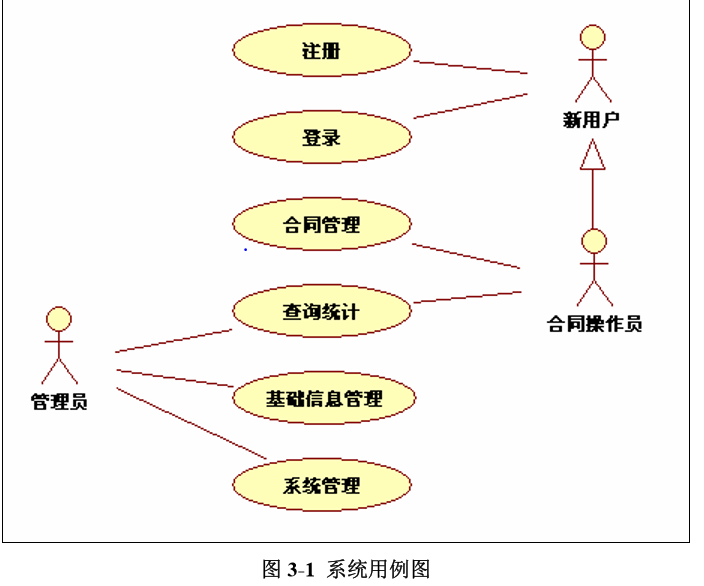 注册
新用户
登录
合同管理
合同操作员
查询统计
管理员
基础信息管理
系统管理
图 3-1 系统用例图